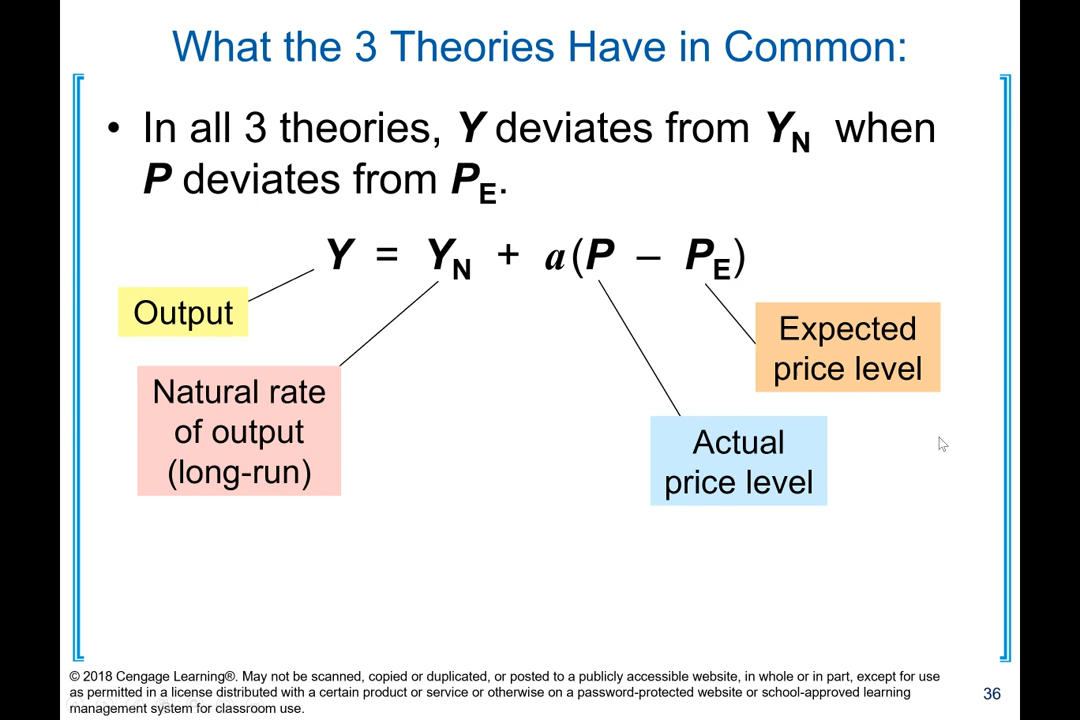 What the 3 Theories Have in Common:
• In all 3 theories, Y deviates from YN when
P deviates from PE.
Y = YN + a(P – PE)
Output
Expected
price level
Natural rate
of output
(long-run)
Actual
price level
© 2018 Cengage Learning®. May not be scanned, copied or duplicated, or posted to a publicly accessible website, in whole or in part, except for use
as permitted in a license distributed with a certain product or service or otherwise on a password-protected website or school-approved learning
management system for classroom use.
36